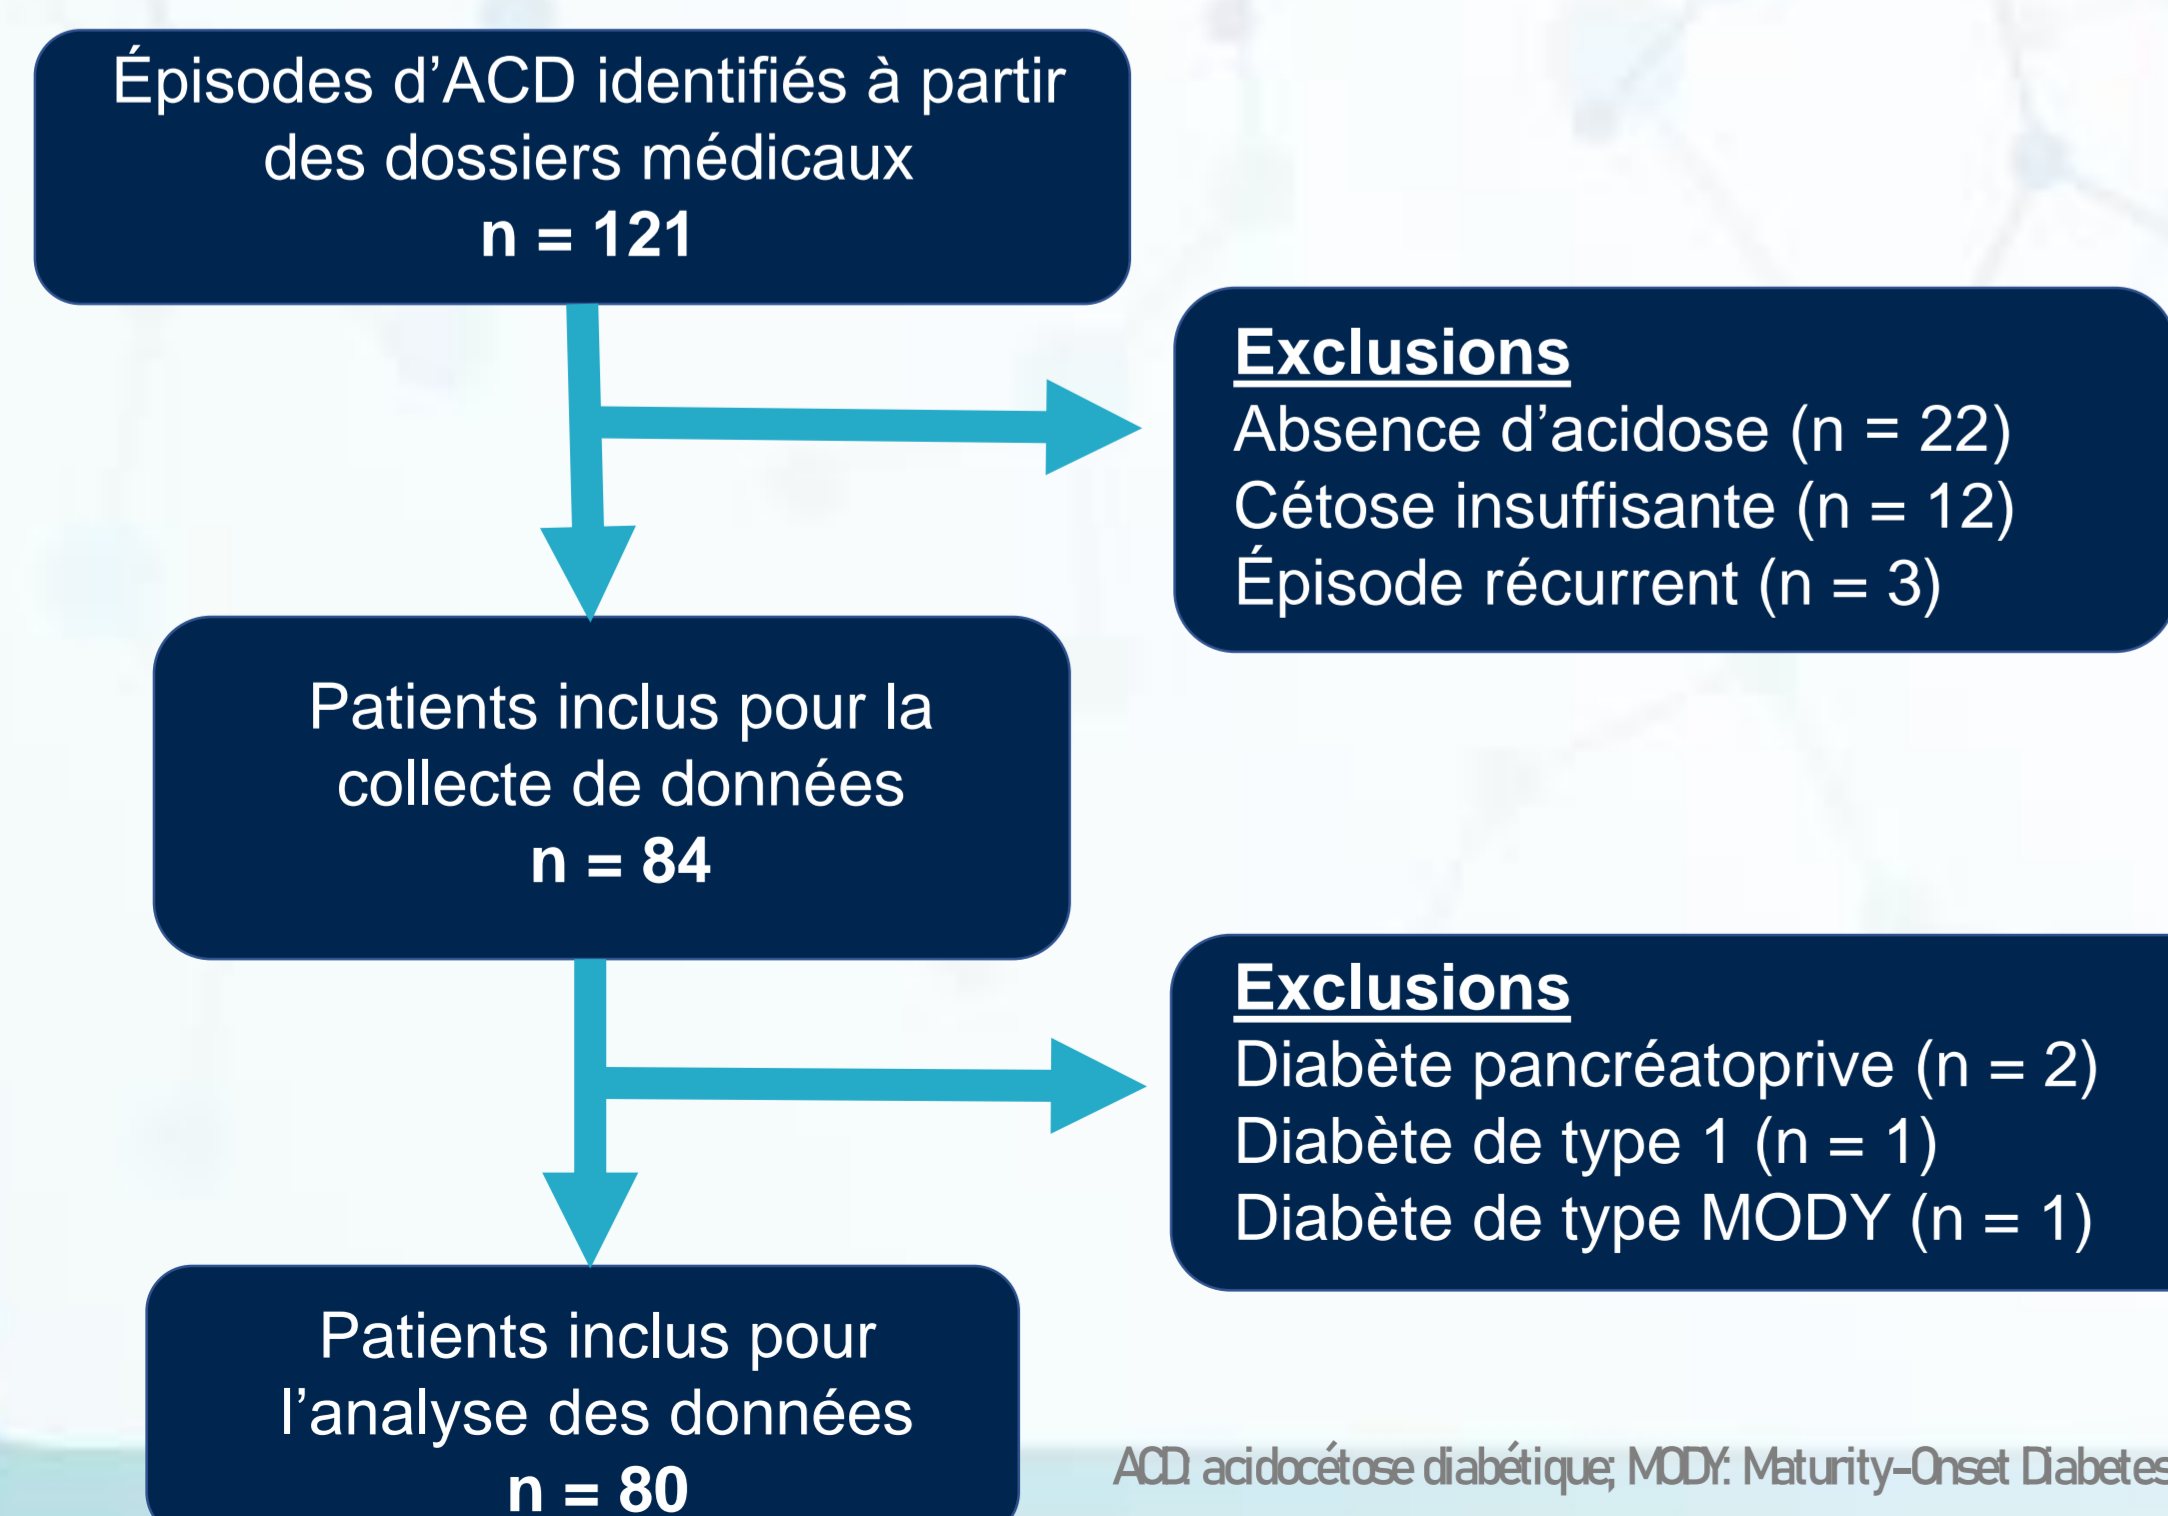 Épisodes d’ACD identifiés à partir
des dossiers médicaux
n = 121
Exclusions
Absence d’acidose (n = 22)
Cétose insuffisante (n = 12)
Épisode récurrent (n = 3)
Patients inclus pour la
collecte de données
n = 84
Exclusions
Diabète pancréatoprive (n = 2)
Diabète de type 1 (n = 1)
Diabète de type MODY (n = 1)
Patients inclus pour
l’analyse des données
n = 80
ACD: acidocétose diabétique; MODY: Maturity-Onset Diabetes